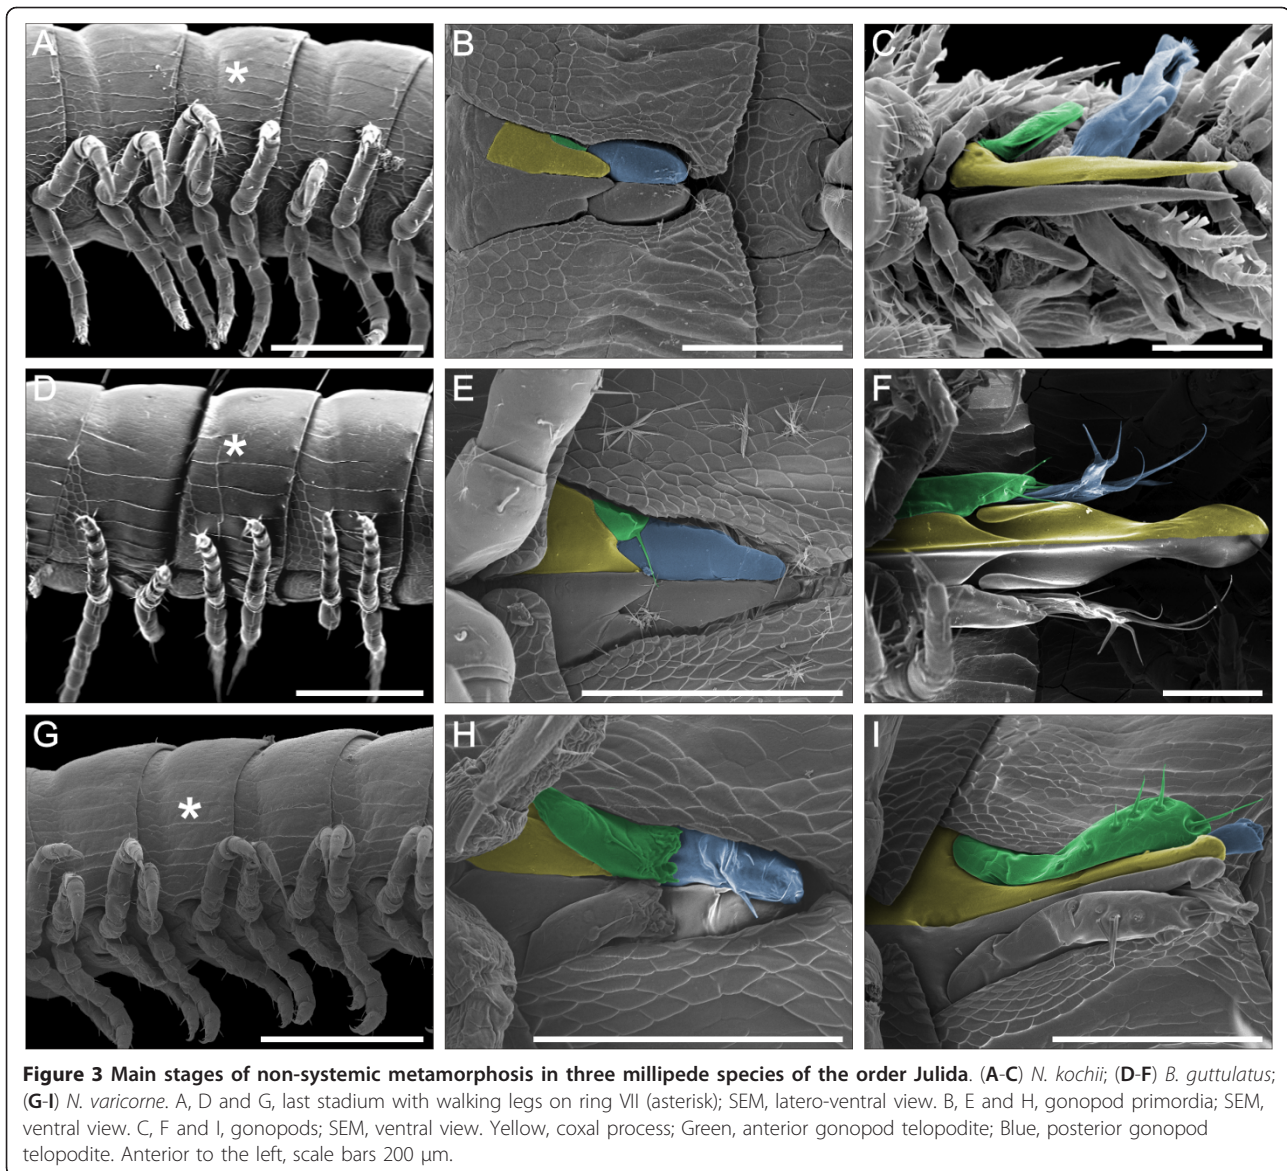 A
B
C
D
E
F
G
H
I
Figure 3 Main stages of non-systemic metamorphosis in three millipede species of the order Julida. (A-C) N. kochii; (D-F) B. guttulatus;
(G-I) N. varicorne. A, D and G, last stadium with walking legs on ring VII (asterisk); SEM, latero-ventral view. B, E and H, gonopod primordia; SEM,
ventral view. C, F and I, gonopods; SEM, ventral view. Yellow, coxal process; Green, anterior gonopod telopodite; Blue, posterior gonopod
telopodite. Anterior to the left, scale bars 200 μm.